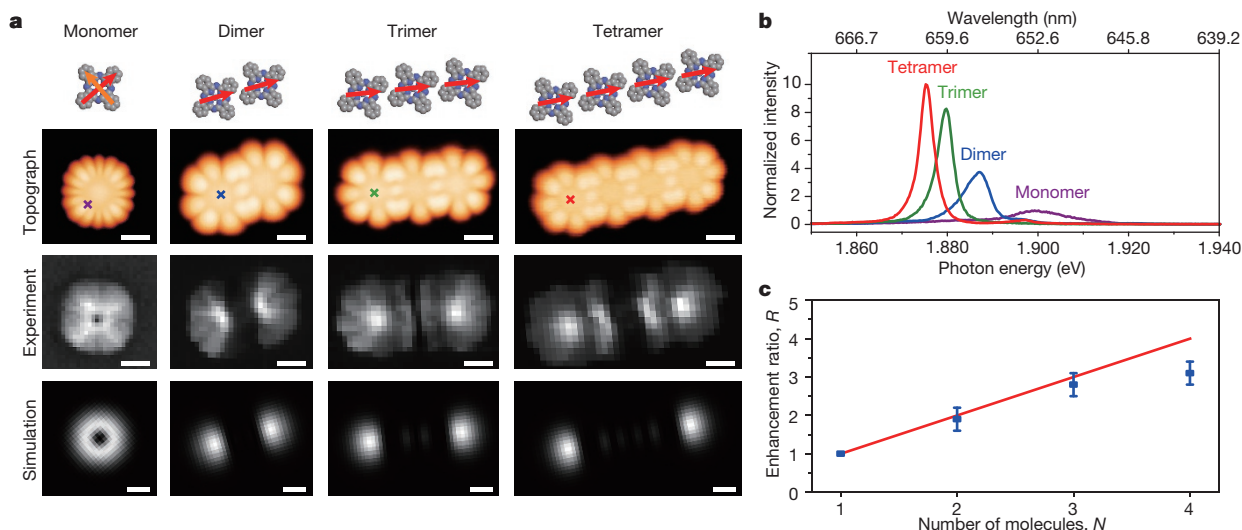 a
Monomer
Dimer
Trimer
Tetramer
Topograph
Experiment
Simulation
b
Wavelength (nm)
666.7 659.6 652.6 645.8 639.2
Normalized intensity
10
8
6
4
2
0
Tetramer
Trimer
Dimer
Monomer
1.860 1.880 1.900 1.920 1.940
Photon energy (eV)
c
Enhancement ratio, R
5
4
3
2
1
0
1 2 3 4
Number of molecules, N